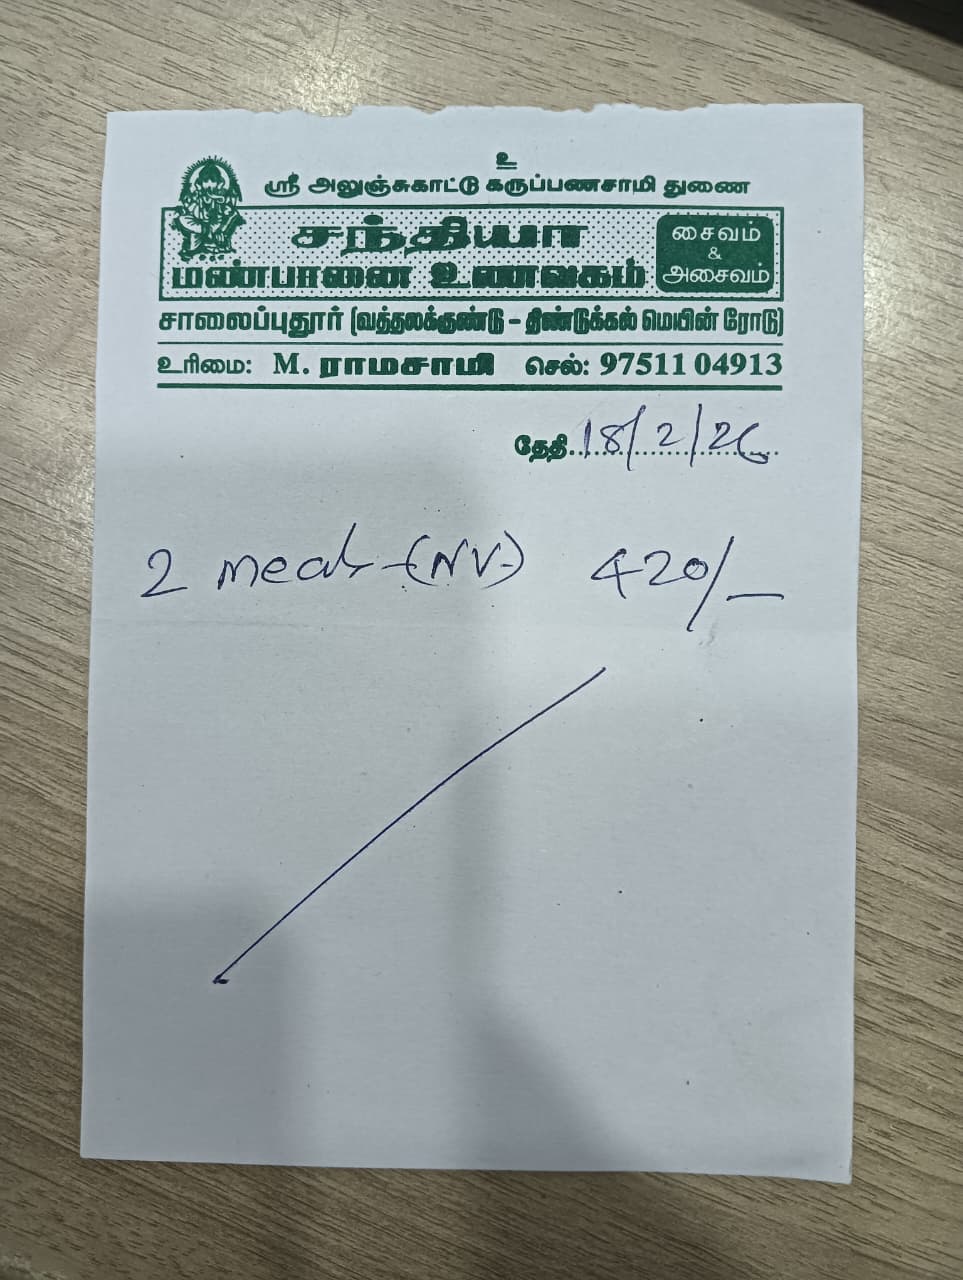 உ
ஸ்ரீ அலுஞ்சுகாட்டு கருப்பணசாமி துணை
சந்தியா
மண்பானை உணவகம்
சைவம்
&
அசைவம்
சாலைப்புதூர் (வத்தலக்குண்டு - திண்டுக்கல் மெயின் ரோடு)
உரிமை: M. ராமசாமி செல்: 97511 04913
தேதி 18/2/26
2 meals (NV) 420/-